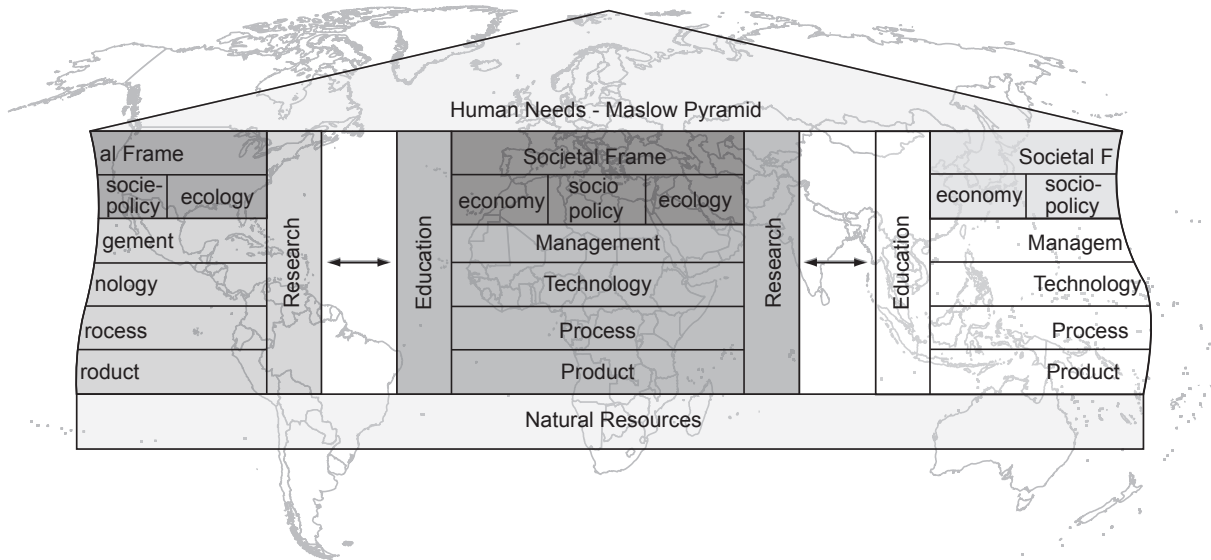 Human Needs - Maslow Pyramid
al Frame
socie-
policy
ecology
gement
nology
rocess
roduct
Research
Education
Societal Frame
economy
socio
policy
ecology
Management
Technology
Process
Product
Research
Education
Societal F
economy
socio-
policy
Managem
Technology
Process
Product
Natural Resources